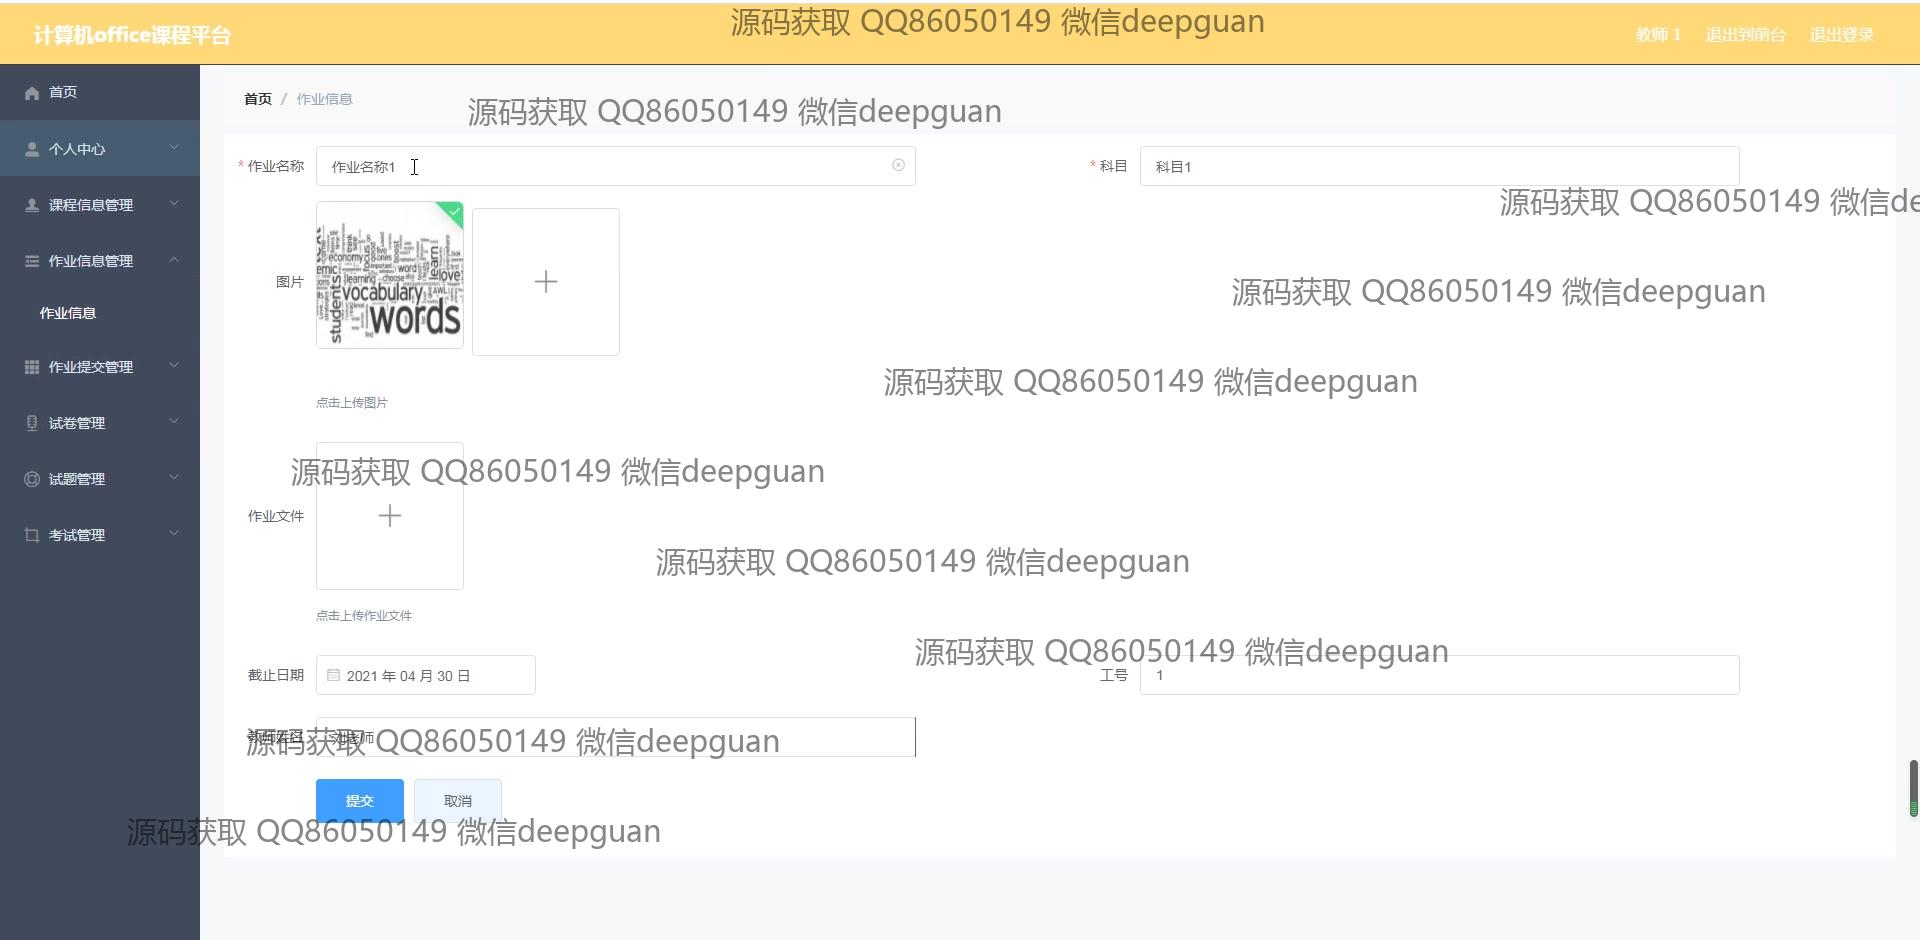 源码获取 QQ86050149 微信deepguan
计算机office课程平台
教师 1 退出到前台 退出登录
首页
首页 / 作业信息
源码获取 QQ86050149 微信deepguan
个人中心
* 作业名称 作业名称1
* 科目 科目1
源码获取 QQ86050149 微信de
课程信息管理
作业信息管理
图片
economy
word
learning
choose
learn
love
vocabulary
students
words
源码获取 QQ86050149 微信deepguan
作业信息
作业提交管理
源码获取 QQ86050149 微信deepguan
点击上传图片
试卷管理
源码获取 QQ86050149 微信deepguan
试题管理
作业文件
考试管理
源码获取 QQ86050149 微信deepguan
点击上传作业文件
源码获取 QQ86050149 微信deepguan
截止日期 2021 年 04 月 30 日
工号 1
源码获取 QQ86050149 微信deepguan
提交 取消
源码获取 QQ86050149 微信deepguan